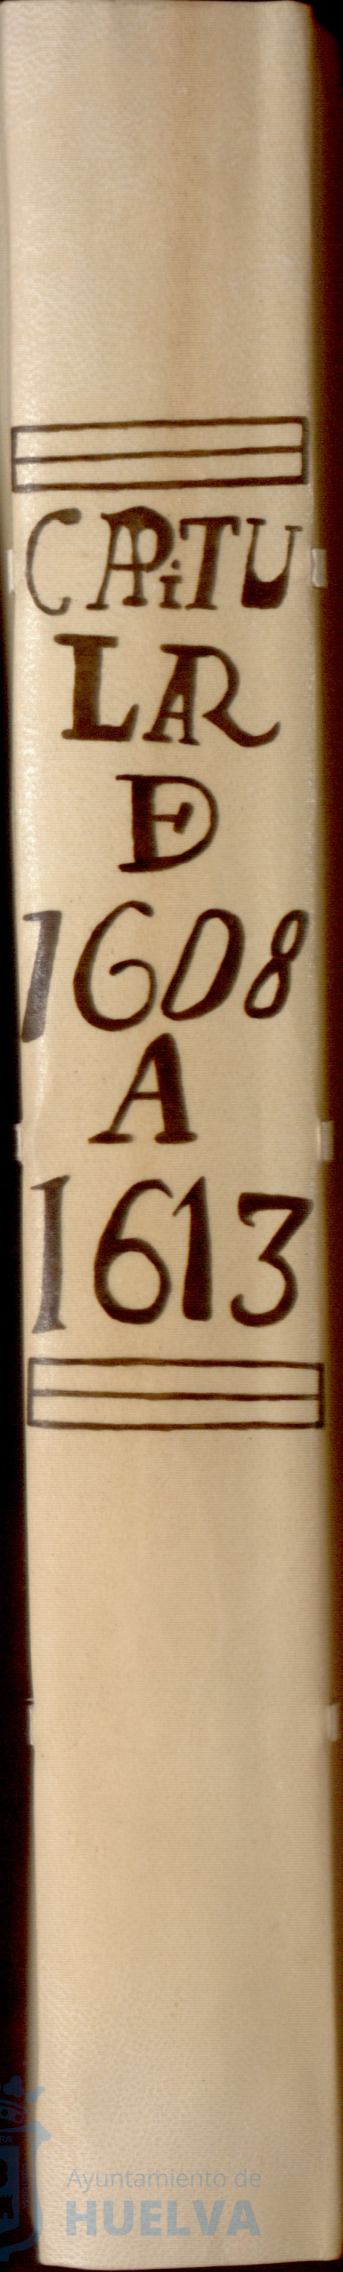 CAPiTU
LAR
DE
1608
A
1613
Ayuntamiento de
HUELVA